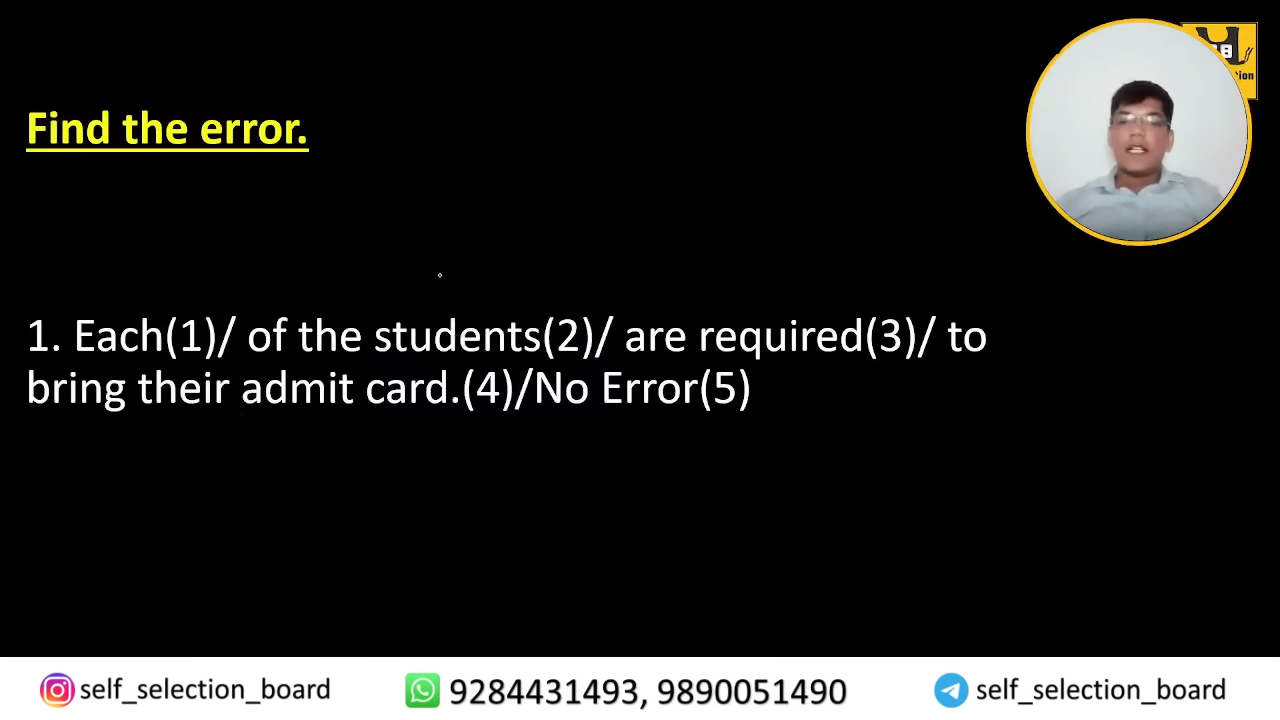 Find the error.
1. Each(1)/ of the students(2)/ are required(3)/ to
bring their admit card.(4)/No Error(5)
self_selection_board
9284431493, 9890051490
self_selection_board